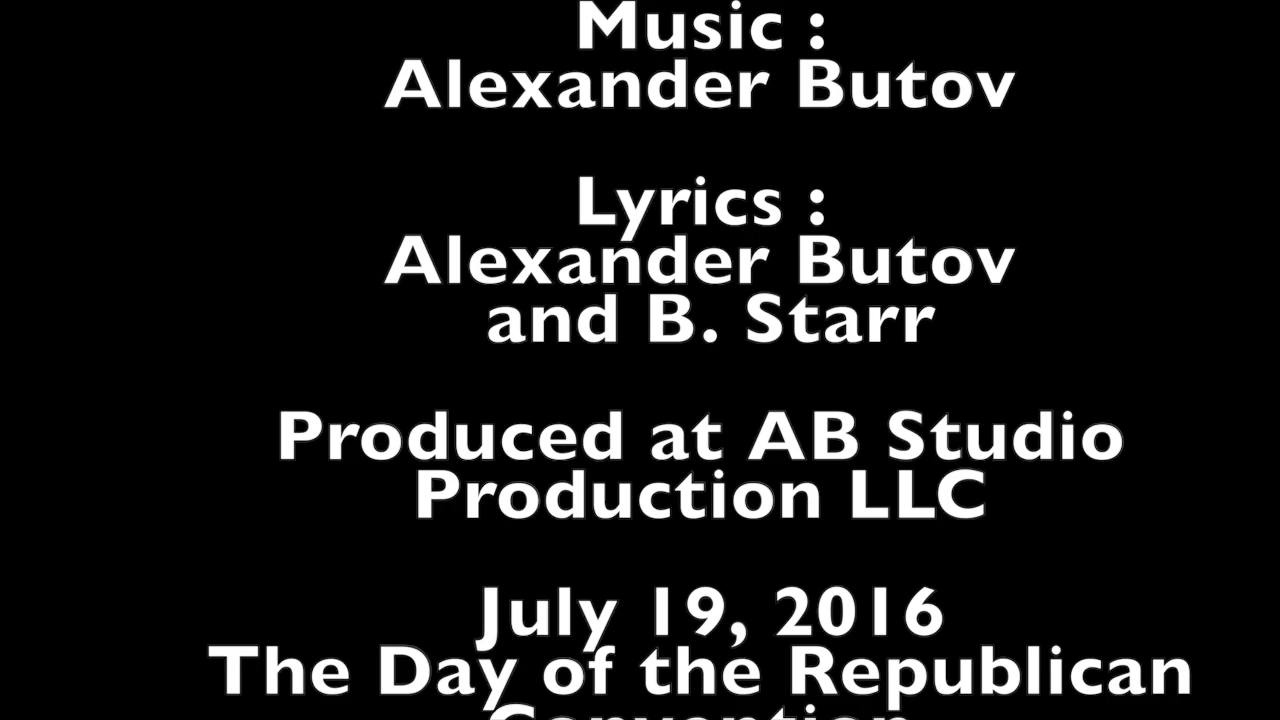 Music :
Alexander Butov
Lyrics :
Alexander Butov
and B. Starr
Produced at AB Studio
Production LLC
July 19, 2016
The Day of the Republican
Convention